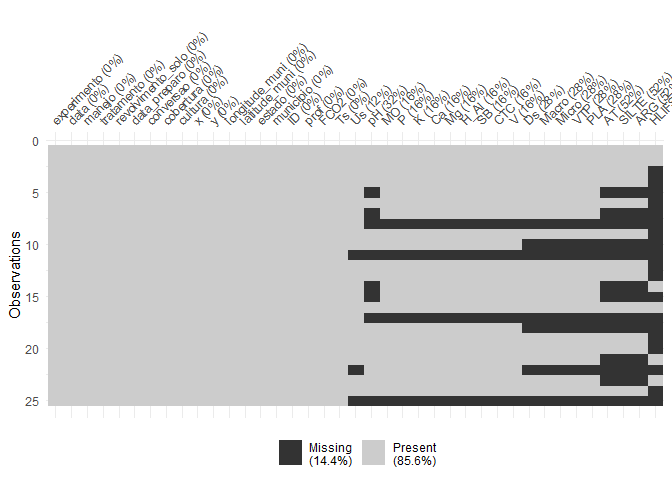 experimento (0%)
data (0%)
manejo (0%)
tratamento (0%)
revolvimento_solo (0%)
data_preparo (0%)
conversao (0%)
cobertura (0%)
cultura (0%)
x (0%)
y (0%)
longitude_muni (0%)
latitude_muni (0%)
estado (0%)
municipio (0%)
ID (0%)
prof (0%)
FCO2 (0%)
Ts (0%)
Us (12%)
pH (32%)
MO (16%)
P (16%)
K (16%)
Ca (16%)
Mg (16%)
H_Al (16%)
SB (16%)
CTC (16%)
V (16%)
Ds (28%)
Macro (28%)
Micro (28%)
VTP (28%)
PLA (28%)
AT (52%)
SILTE (52%)
ARG (52%
0
5
10
15
20
25
Observations
Missing
(14.4%)
Present
(85.6%)